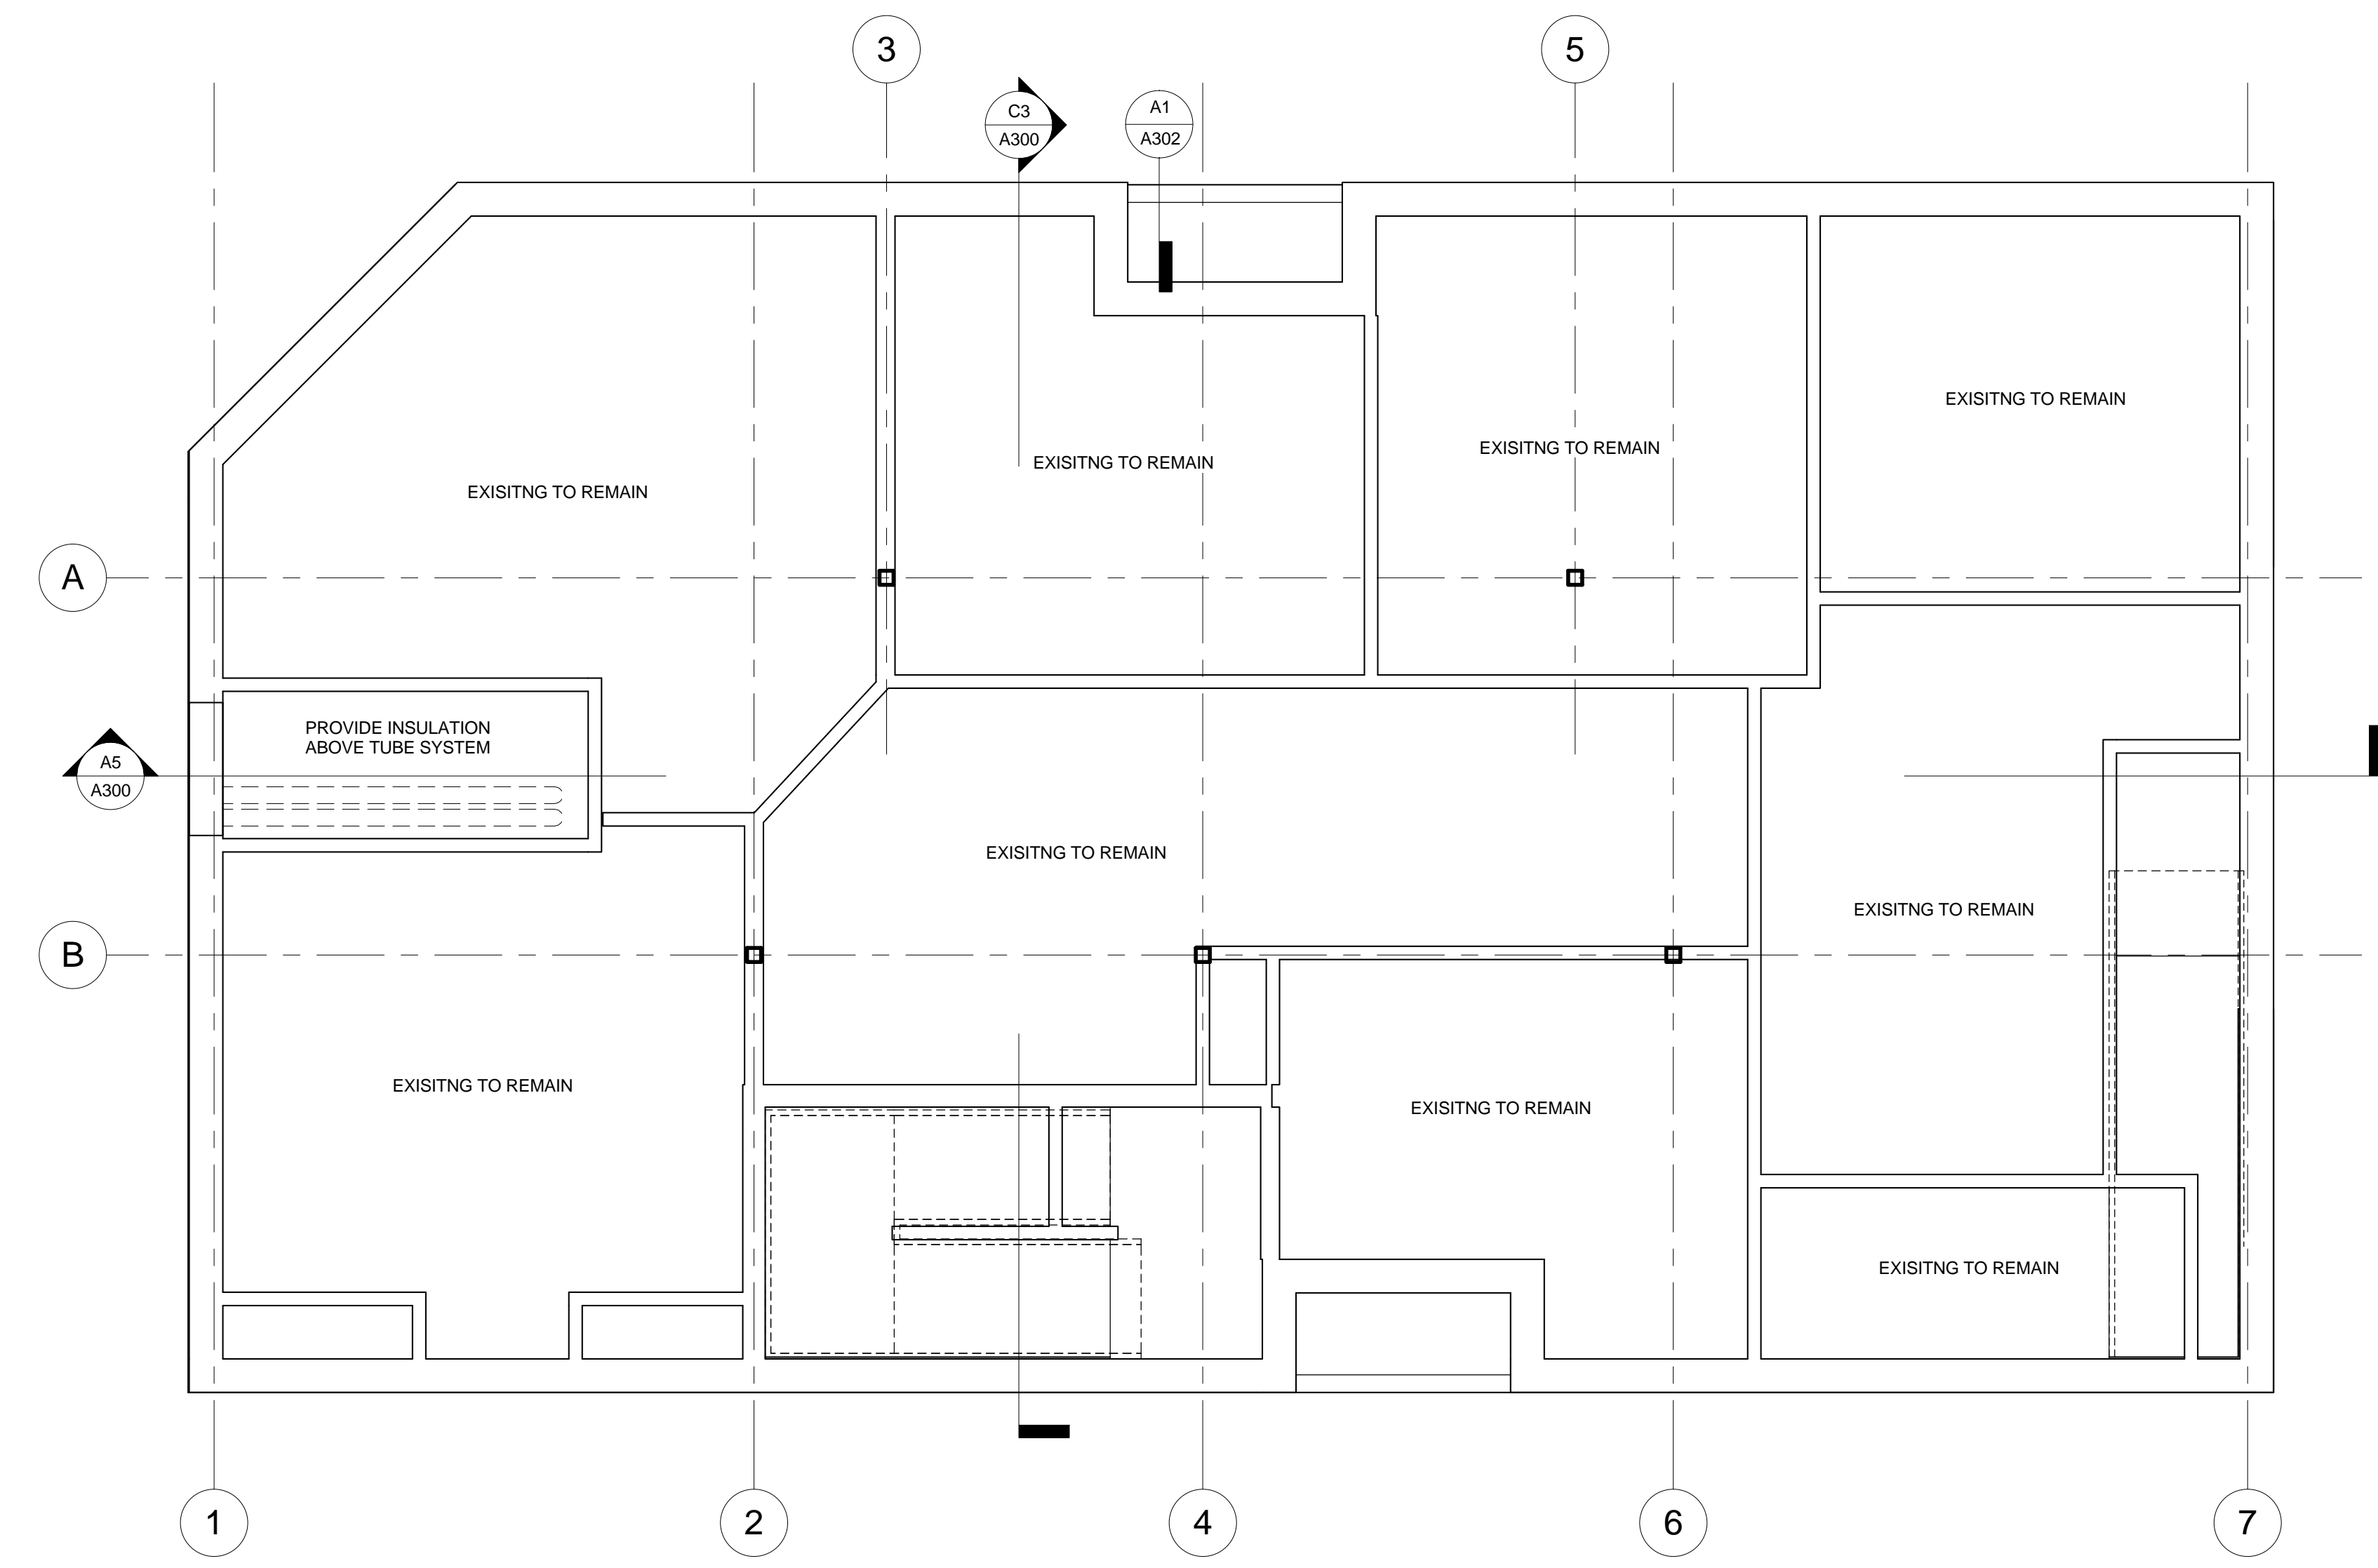 3
5
C3
A300
A1
A302
EXISITNG TO REMAIN
EXISITNG TO REMAIN
EXISITNG TO REMAIN
EXISITNG TO REMAIN
A
PROVIDE INSULATION
ABOVE TUBE SYSTEM
A5
A300
EXISITNG TO REMAIN
EXISITNG TO REMAIN
B
EXISITNG TO REMAIN
EXISITNG TO REMAIN
EXISITNG TO REMAIN
1
2
4
6
7